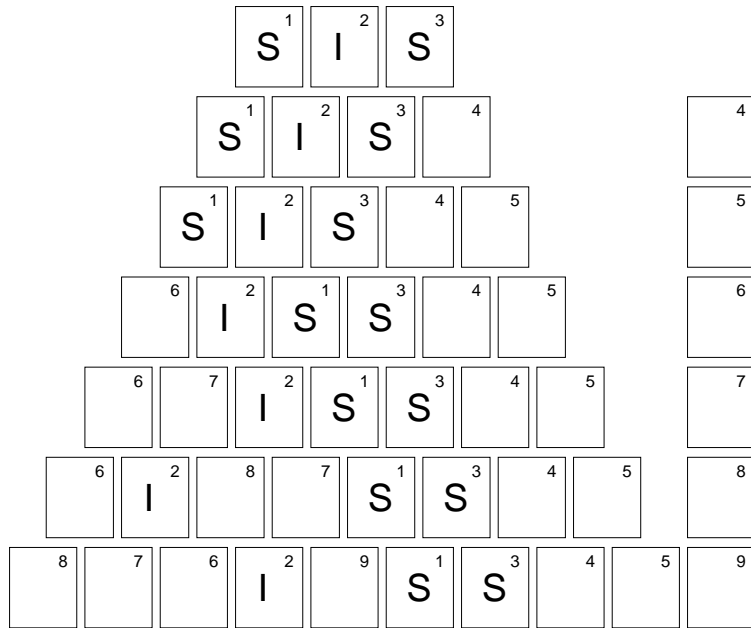 S 1 I 2 S 3
S 1 I 2 S 3 4 4
S 1 I 2 S 3 4 5 5
6 I 2 S 1 S 3 4 5 6
6 7 I 2 S 1 S 3 4 5 7
6 I 2 8 7 S 1 S 3 4 5 8
8 7 6 I 2 9 S 1 S 3 4 5 9